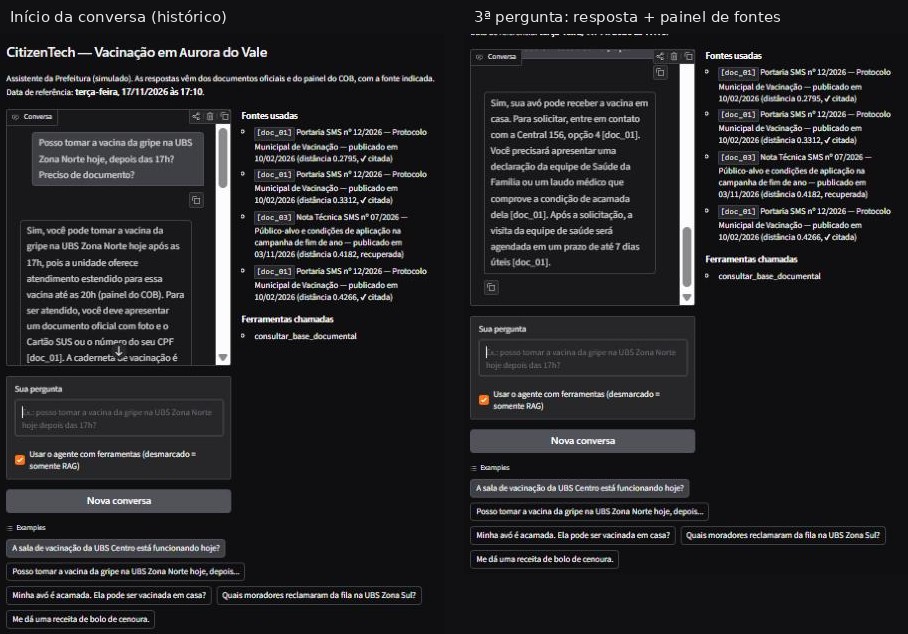 Início da conversa (histórico)
CitizenTech — Vacinação em Aurora do Vale
Assistente da Prefeitura (simulado). As respostas vêm dos documentos oficiais e do painel do COB, com a fonte indicada.
Data de referência: terça-feira, 17/11/2026 às 17:10.
Conversa
Posso tomar a vacina da gripe na UBS
Zona Norte hoje, depois das 17h?
Preciso de documento?
Sim, você pode tomar a vacina da
gripe na UBS Zona Norte hoje após as
17h, pois a unidade oferece
atendimento estendido para essa
vacina até as 20h (painel do COB). Para
ser atendido, você deve apresentar
um documento oficial com foto e o
Cartão SUS ou o número do seu CPF
[doc_01]. A caderneta de vacinação é
Fontes usadas
[doc_01] Portaria SMS nº 12/2026 — Protocolo
Municipal de Vacinação — publicado em
10/02/2026 (distância 0.2795, ✓ citada)
[doc_01] Portaria SMS nº 12/2026 — Protocolo
Municipal de Vacinação — publicado em
10/02/2026 (distância 0.3312, ✓ citada)
[doc_03] Nota Técnica SMS nº 07/2026 —
Público-alvo e condições de aplicação na
campanha de fim de ano — publicado em
03/11/2026 (distância 0.4182, recuperada)
[doc_01] Portaria SMS nº 12/2026 — Protocolo
Municipal de Vacinação — publicado em
10/02/2026 (distância 0.4266, ✓ citada)
Ferramentas chamadas
consultar_base_documental
Sua pergunta
Ex.: posso tomar a vacina da gripe na UBS Zona Norte
hoje depois das 17h?
Usar o agente com ferramentas (desmarcado =
somente RAG)
Nova conversa
Examples
A sala de vacinação da UBS Centro está funcionando hoje?
Posso tomar a vacina da gripe na UBS Zona Norte hoje, depois...
Minha avó é acamada. Ela pode ser vacinada em casa?
Quais moradores reclamaram da fila na UBS Zona Sul?
Me dá uma receita de bolo de cenoura.
3ª pergunta: resposta + painel de fontes
Conversa
Sim, sua avó pode receber a vacina em
casa. Para solicitar, entre em contato
com a Central 156, opção 4 [doc_01].
Você precisará apresentar uma
declaração da equipe de Saúde da
Família ou um laudo médico que
comprove a condição de acamada
dela [doc_01]. Após a solicitação, a
visita da equipe de saúde será
agendada em um prazo de até 7 dias
úteis [doc_01].
Fontes usadas
[doc_01] Portaria SMS nº 12/2026 — Protocolo
Municipal de Vacinação — publicado em
10/02/2026 (distância 0.2795, ✓ citada)
[doc_01] Portaria SMS nº 12/2026 — Protocolo
Municipal de Vacinação — publicado em
10/02/2026 (distância 0.3312, ✓ citada)
[doc_03] Nota Técnica SMS nº 07/2026 —
Público-alvo e condições de aplicação na
campanha de fim de ano — publicado em
03/11/2026 (distância 0.4182, recuperada)
[doc_01] Portaria SMS nº 12/2026 — Protocolo
Municipal de Vacinação — publicado em
10/02/2026 (distância 0.4266, ✓ citada)
Ferramentas chamadas
consultar_base_documental
Sua pergunta
Ex.: posso tomar a vacina da gripe na UBS Zona Norte
hoje depois das 17h?
Usar o agente com ferramentas (desmarcado =
somente RAG)
Nova conversa
Examples
A sala de vacinação da UBS Centro está funcionando hoje?
Posso tomar a vacina da gripe na UBS Zona Norte hoje, depois...
Minha avó é acamada. Ela pode ser vacinada em casa?
Quais moradores reclamaram da fila na UBS Zona Sul?
Me dá uma receita de bolo de cenoura.